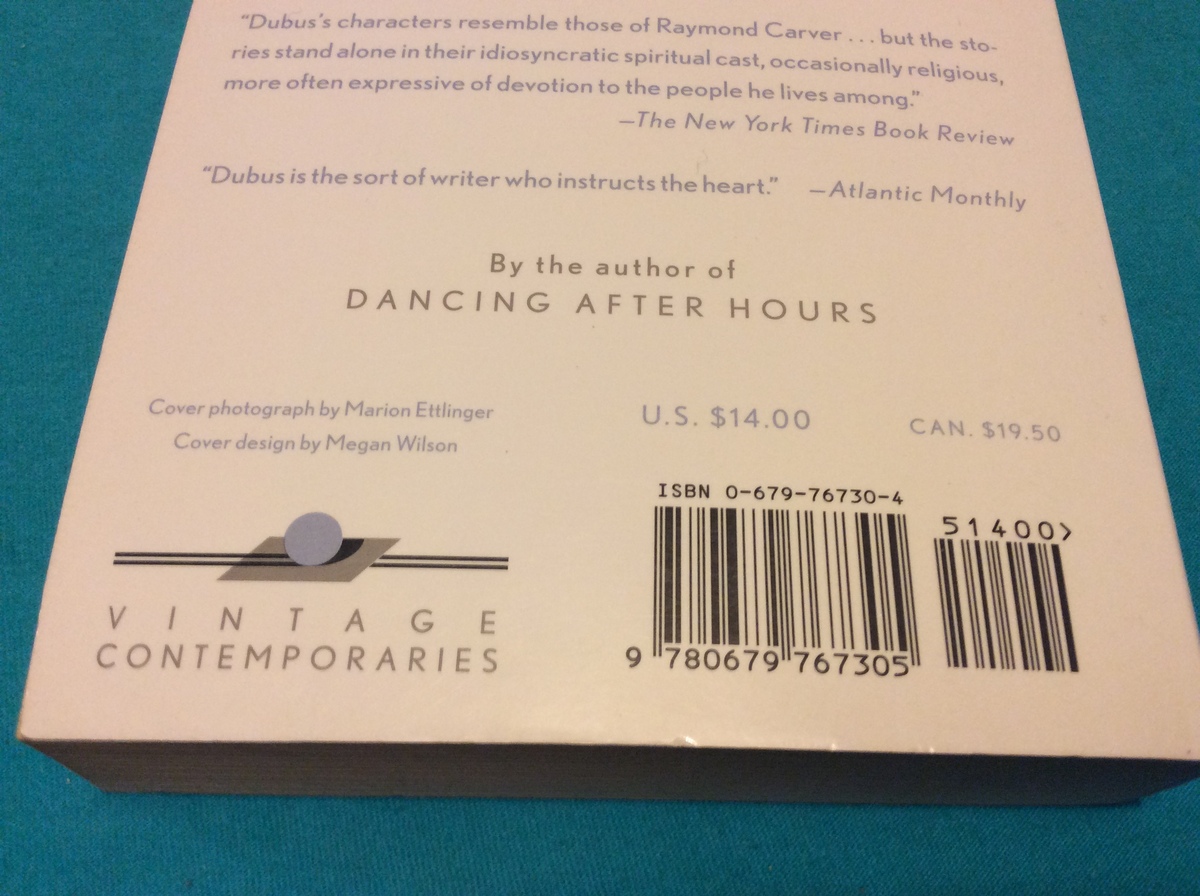 “Dubus’s characters resemble those of Raymond Carver . . . but the sto-
ries stand alone in their idiosyncratic spiritual cast, occasionally religious,
more often expressive of devotion to the people he lives among.”
—The New York Times Book Review
“Dubus is the sort of writer who instructs the heart.” —Atlantic Monthly
By the author of
DANCING AFTER HOURS
Cover photograph by Marion Ettlinger
Cover design by Megan Wilson
U.S. $14.00 CAN. $19.50
ISBN 0-679-76730-4
51400>
9 780679 767305
VINTAGE
CONTEMPORARIES